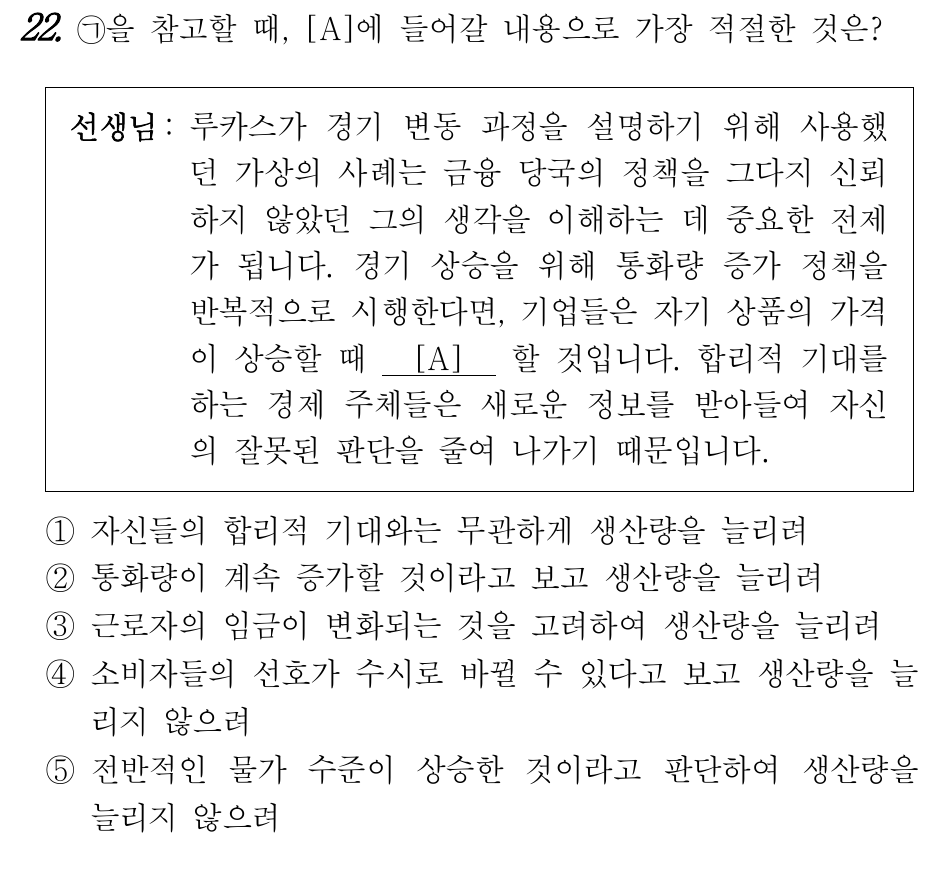 22. ㉠을 참고할 때, [A]에 들어갈 내용으로 가장 적절한 것은?
선생님 : 루카스가 경기 변동 과정을 설명하기 위해 사용했
던 가상의 사례는 금융 당국의 정책을 그다지 신뢰
하지 않았던 그의 생각을 이해하는 데 중요한 전제
가 됩니다. 경기 상승을 위해 통화량 증가 정책을
반복적으로 시행한다면, 기업들은 자기 상품의 가격
이 상승할 때 [A] 할 것입니다. 합리적 기대를
하는 경제 주체들은 새로운 정보를 받아들여 자신
의 잘못된 판단을 줄여 나가기 때문입니다.
① 자신들의 합리적 기대와는 무관하게 생산량을 늘리려
② 통화량이 계속 증가할 것이라고 보고 생산량을 늘리려
③ 근로자의 임금이 변화되는 것을 고려하여 생산량을 늘리려
④ 소비자들의 선호가 수시로 바뀔 수 있다고 보고 생산량을 늘
리지 않으려
⑤ 전반적인 물가 수준이 상승한 것이라고 판단하여 생산량을
늘리지 않으려